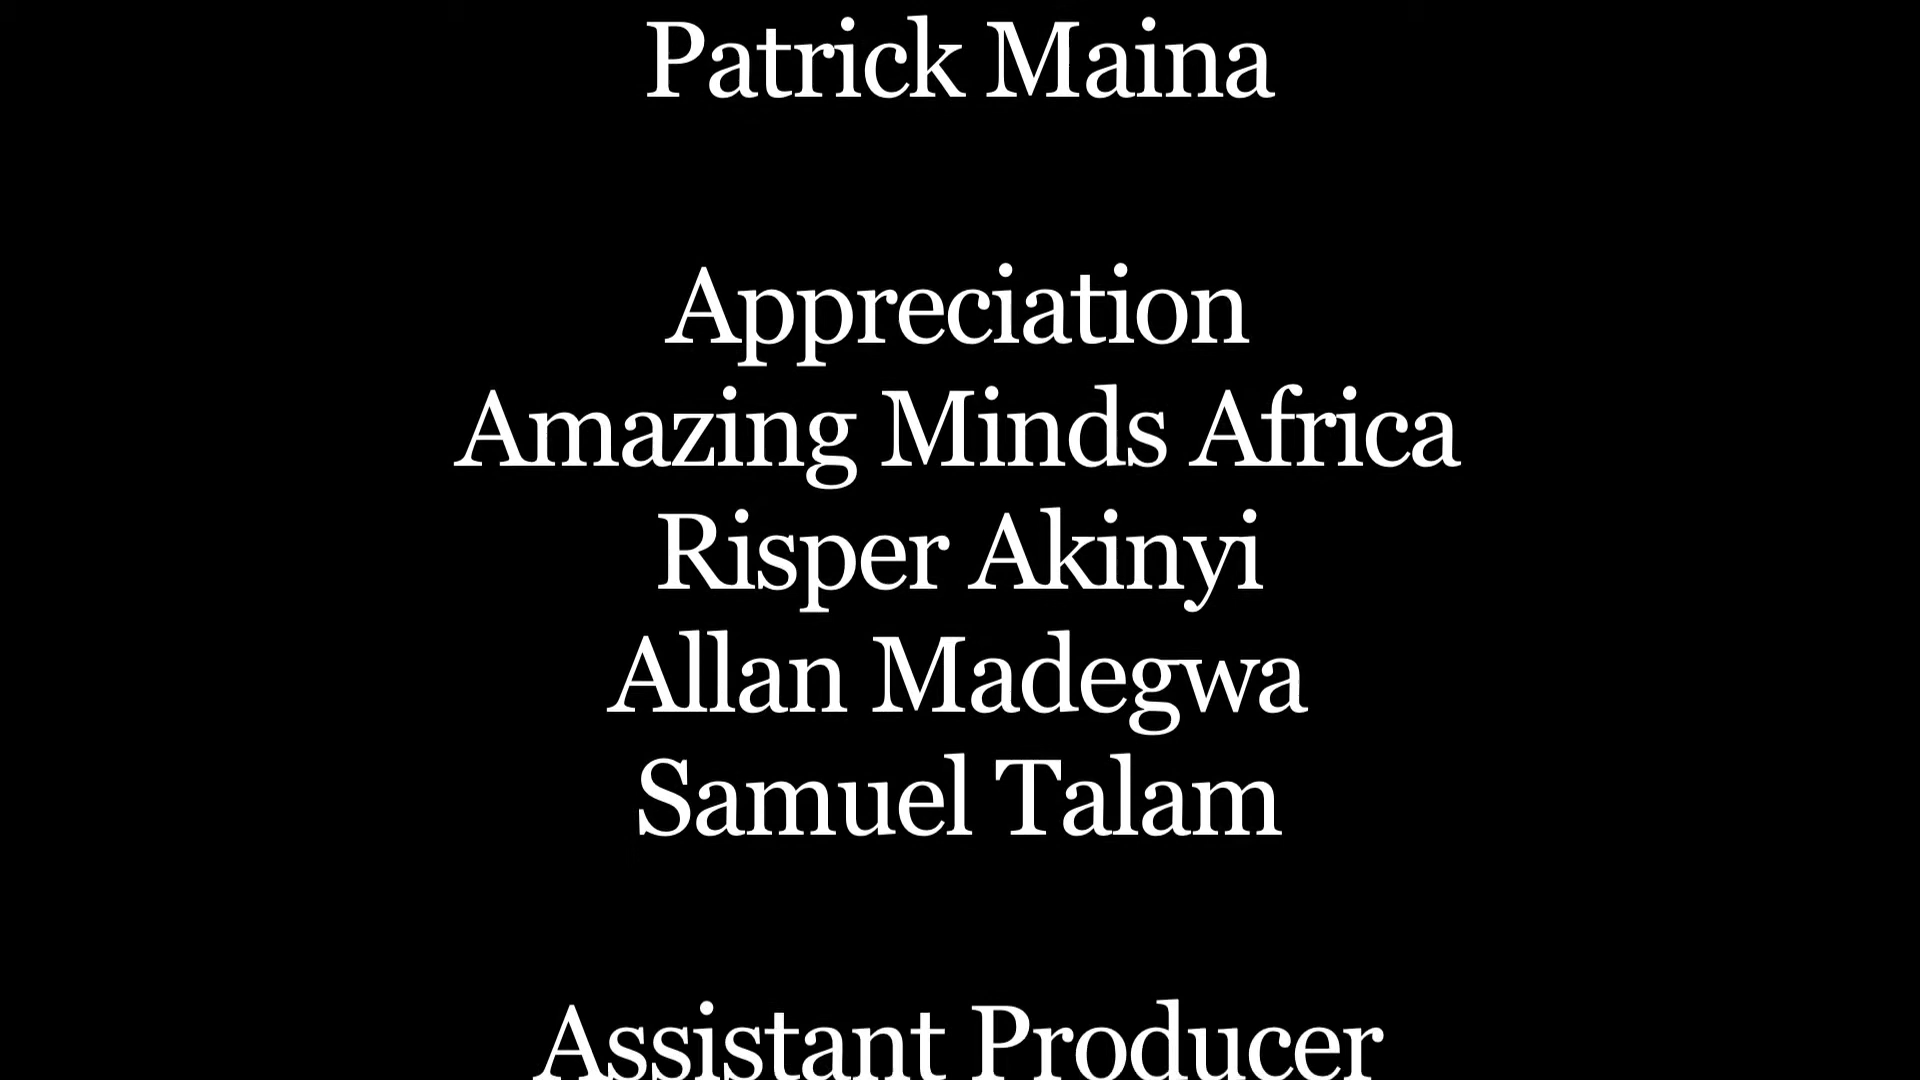 Patrick Maina
Appreciation
Amazing Minds Africa
Risper Akinyi
Allan Madegwa
Samuel Talam
Assistant Producer